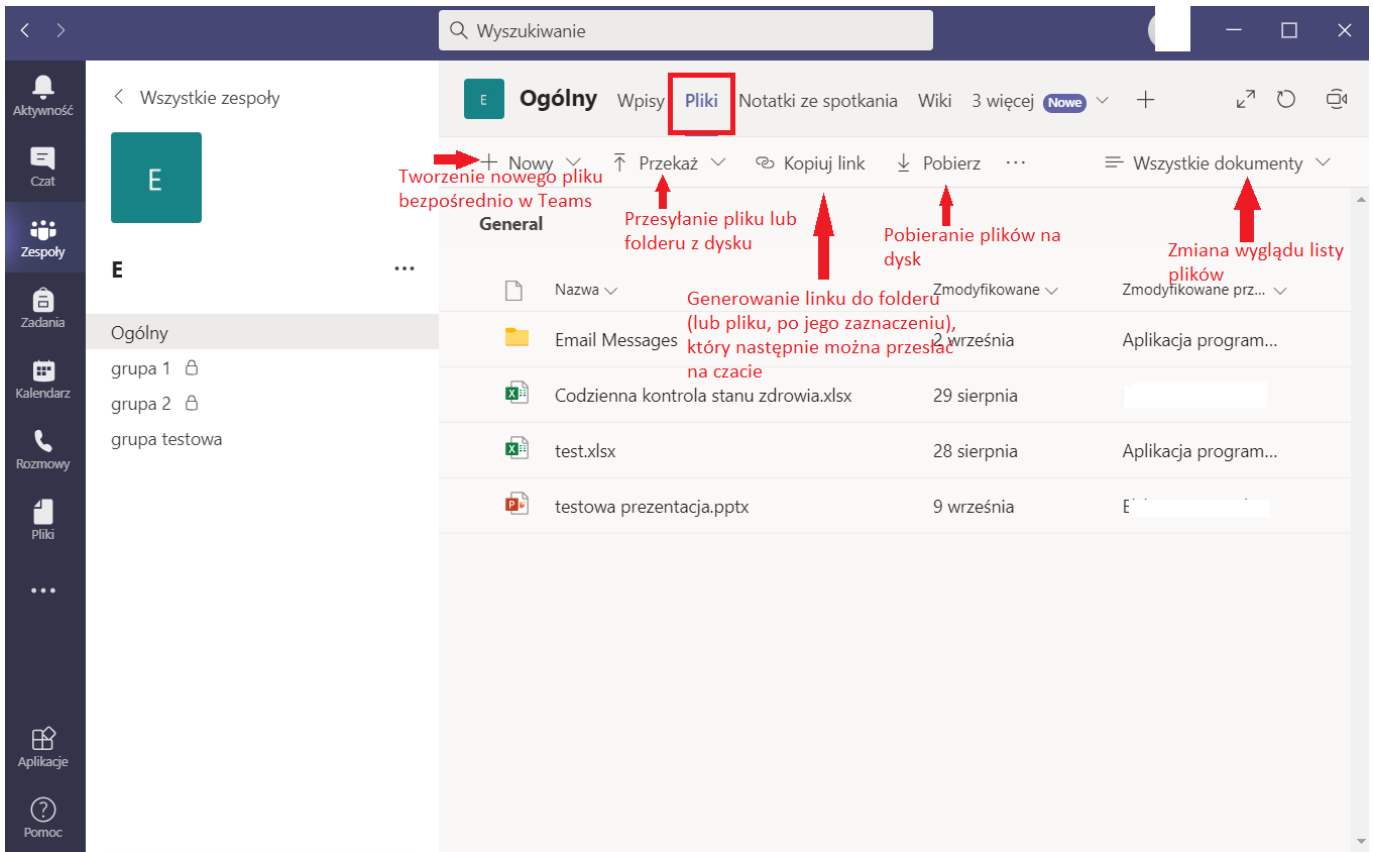 Wyszukiwanie
Aktywność
Czat
Zespoły
Zadania
Kalendarz
Rozmowy
Pliki
Aplikacje
Pomoc
Wszystkie zespoły
E
E
Ogólny
grupa 1
grupa 2
grupa testowa
E Ogólny Wpisy Pliki Notatki ze spotkania Wiki 3 więcej Nowe
Nowy Przekaż Kopiuj link Pobierz Wszystkie dokumenty
Tworzenie nowego pliku
bezpośrednio w Teams
Przesyłanie pliku lub
folderu z dysku
Generowanie linku do folderu
(lub pliku, po jego zaznaczeniu),
który następnie można przesłać
na czacie
Pobieranie plików na
dysk
Zmiana wyglądu listy
plików
General
Nazwa Zmodyfikowane Zmodyfikowane prz...
Email Messages 2 września Aplikacja program...
Codzienna kontrola stanu zdrowia.xlsx 29 sierpnia
test.xlsx 28 sierpnia Aplikacja program...
testowa prezentacja.pptx 9 września E